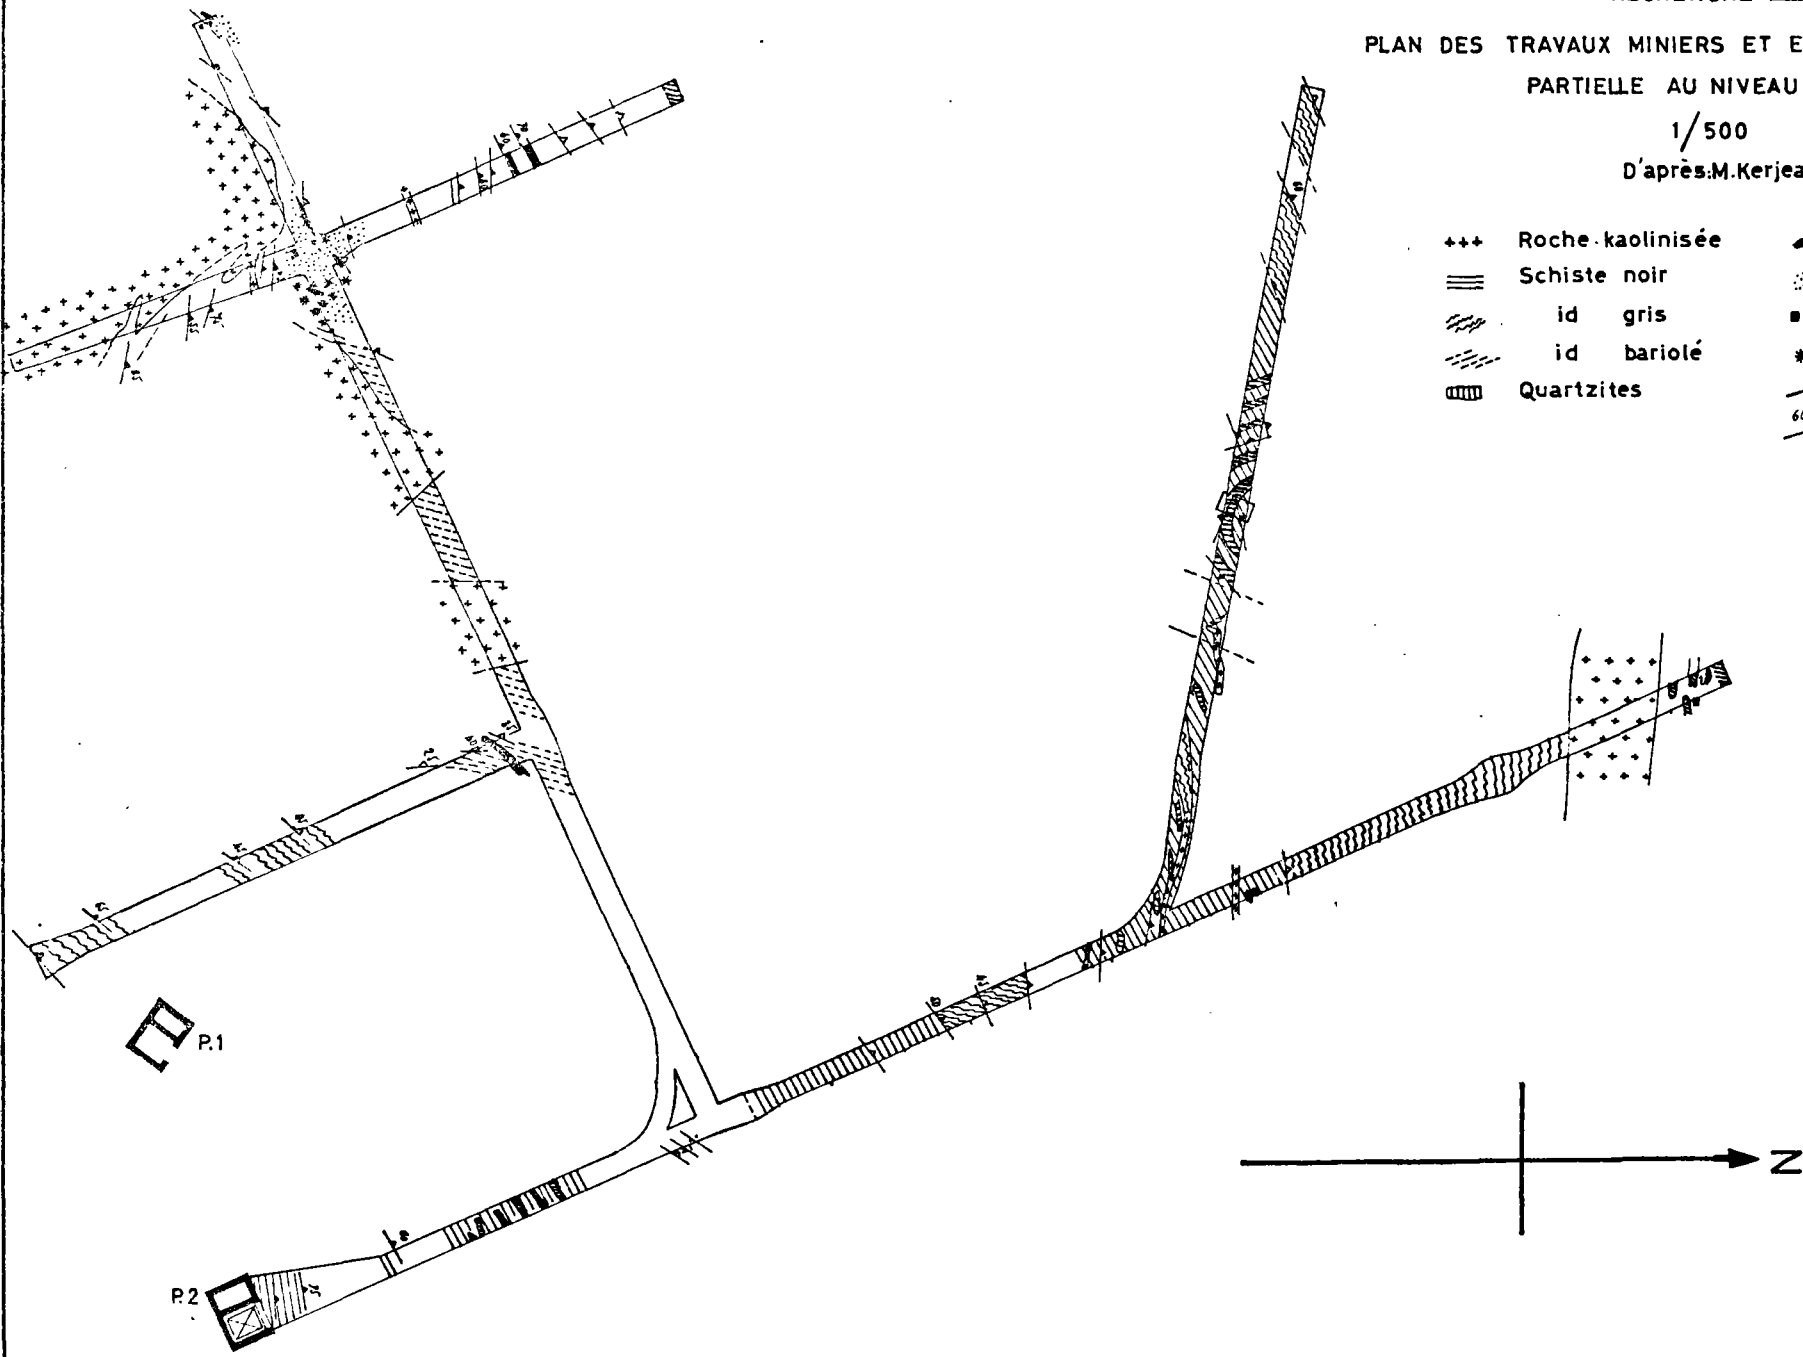 PLAN DES TRAVAUX MINIERS ET E
PARTIELLE AU NIVEAU
1/500
D'après:M.Kerjea
Roche kaolinisée
Schiste noir
id gris
id bariolé
Quartzites
P.1
P.2
N